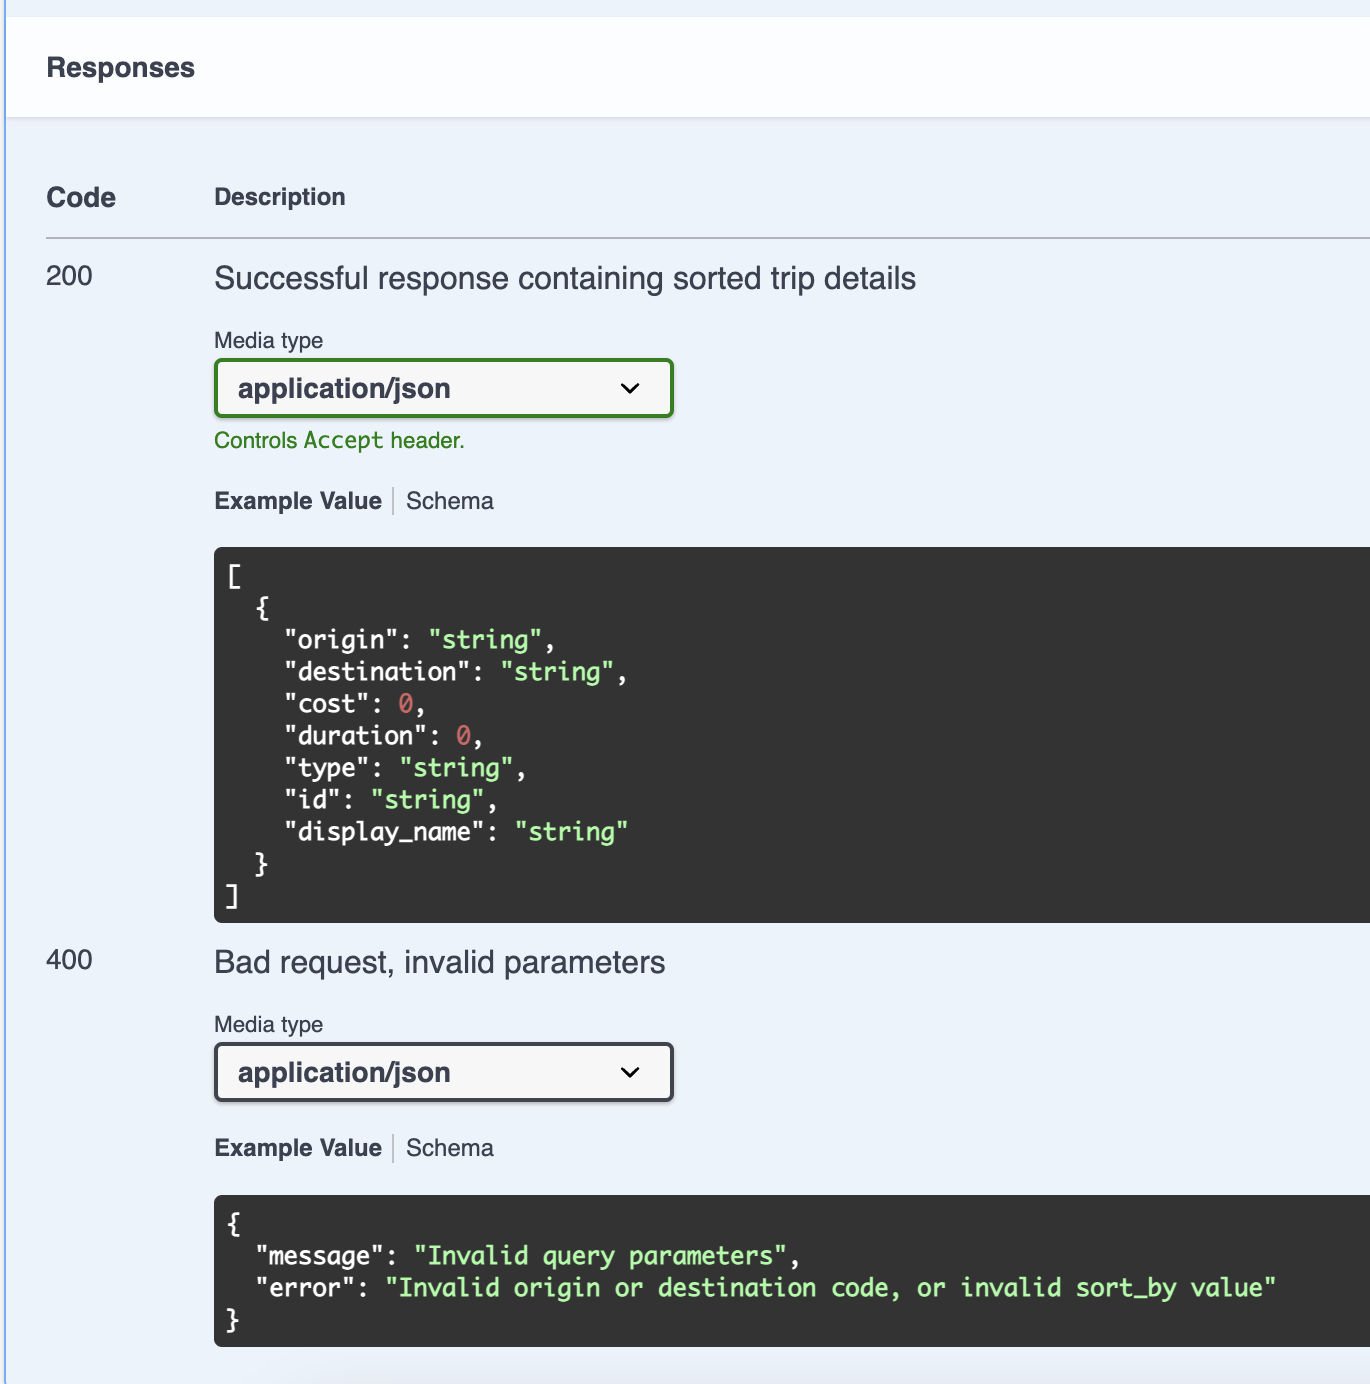 Responses
Code Description
200 Successful response containing sorted trip details
Media type
application/json
Controls Accept header.
Example Value | Schema
[
  {
    "origin": "string",
    "destination": "string",
    "cost": 0,
    "duration": 0,
    "type": "string",
    "id": "string",
    "display_name": "string"
  }
]
400 Bad request, invalid parameters
Media type
application/json
Example Value | Schema
{
  "message": "Invalid query parameters",
  "error": "Invalid origin or destination code, or invalid sort_by value"
}